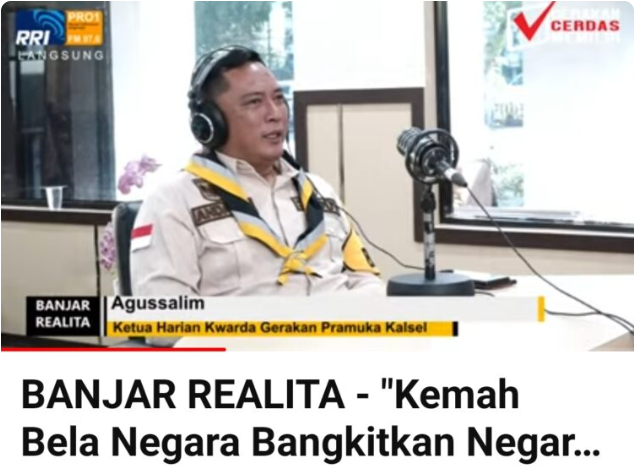 RRI
PRO1
FM 97,6
LANGSUNG
CERDAS
BANJAR
REALITA
Agussalim
Ketua Harian Kwarda Gerakan Pramuka Kalsel
BANJAR REALITA - "Kemah
Bela Negara Bangkitkan Negar...